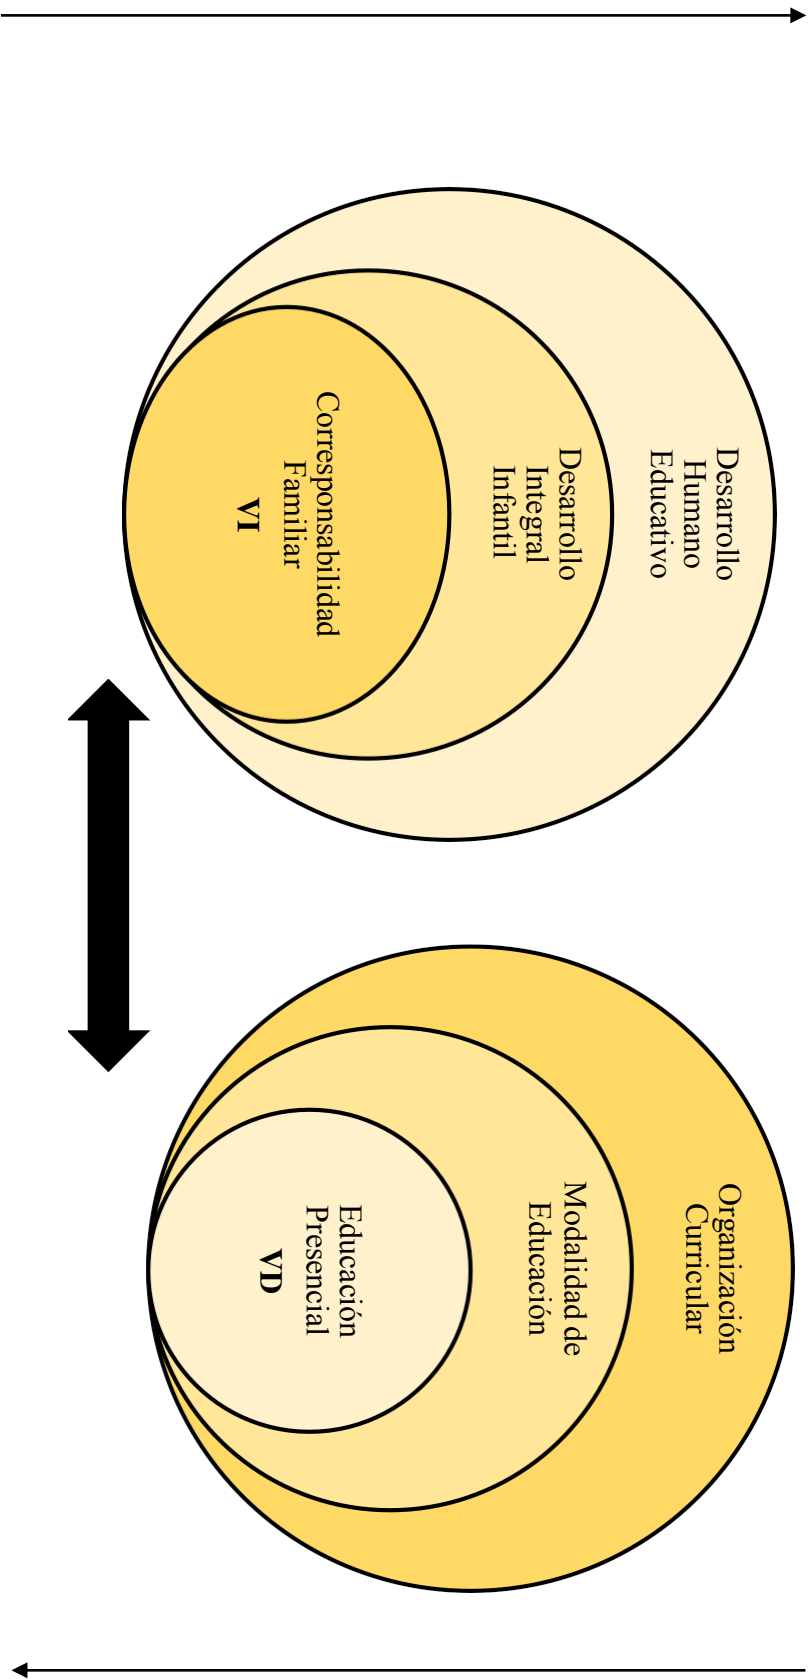 Desarrollo
Humano
Educativo
Desarrollo
Integral
Infantil
Corresponsabilidad
Familiar
VI
Organización
Curricular
Modalidad de
Educación
Educación
Presencial
VD